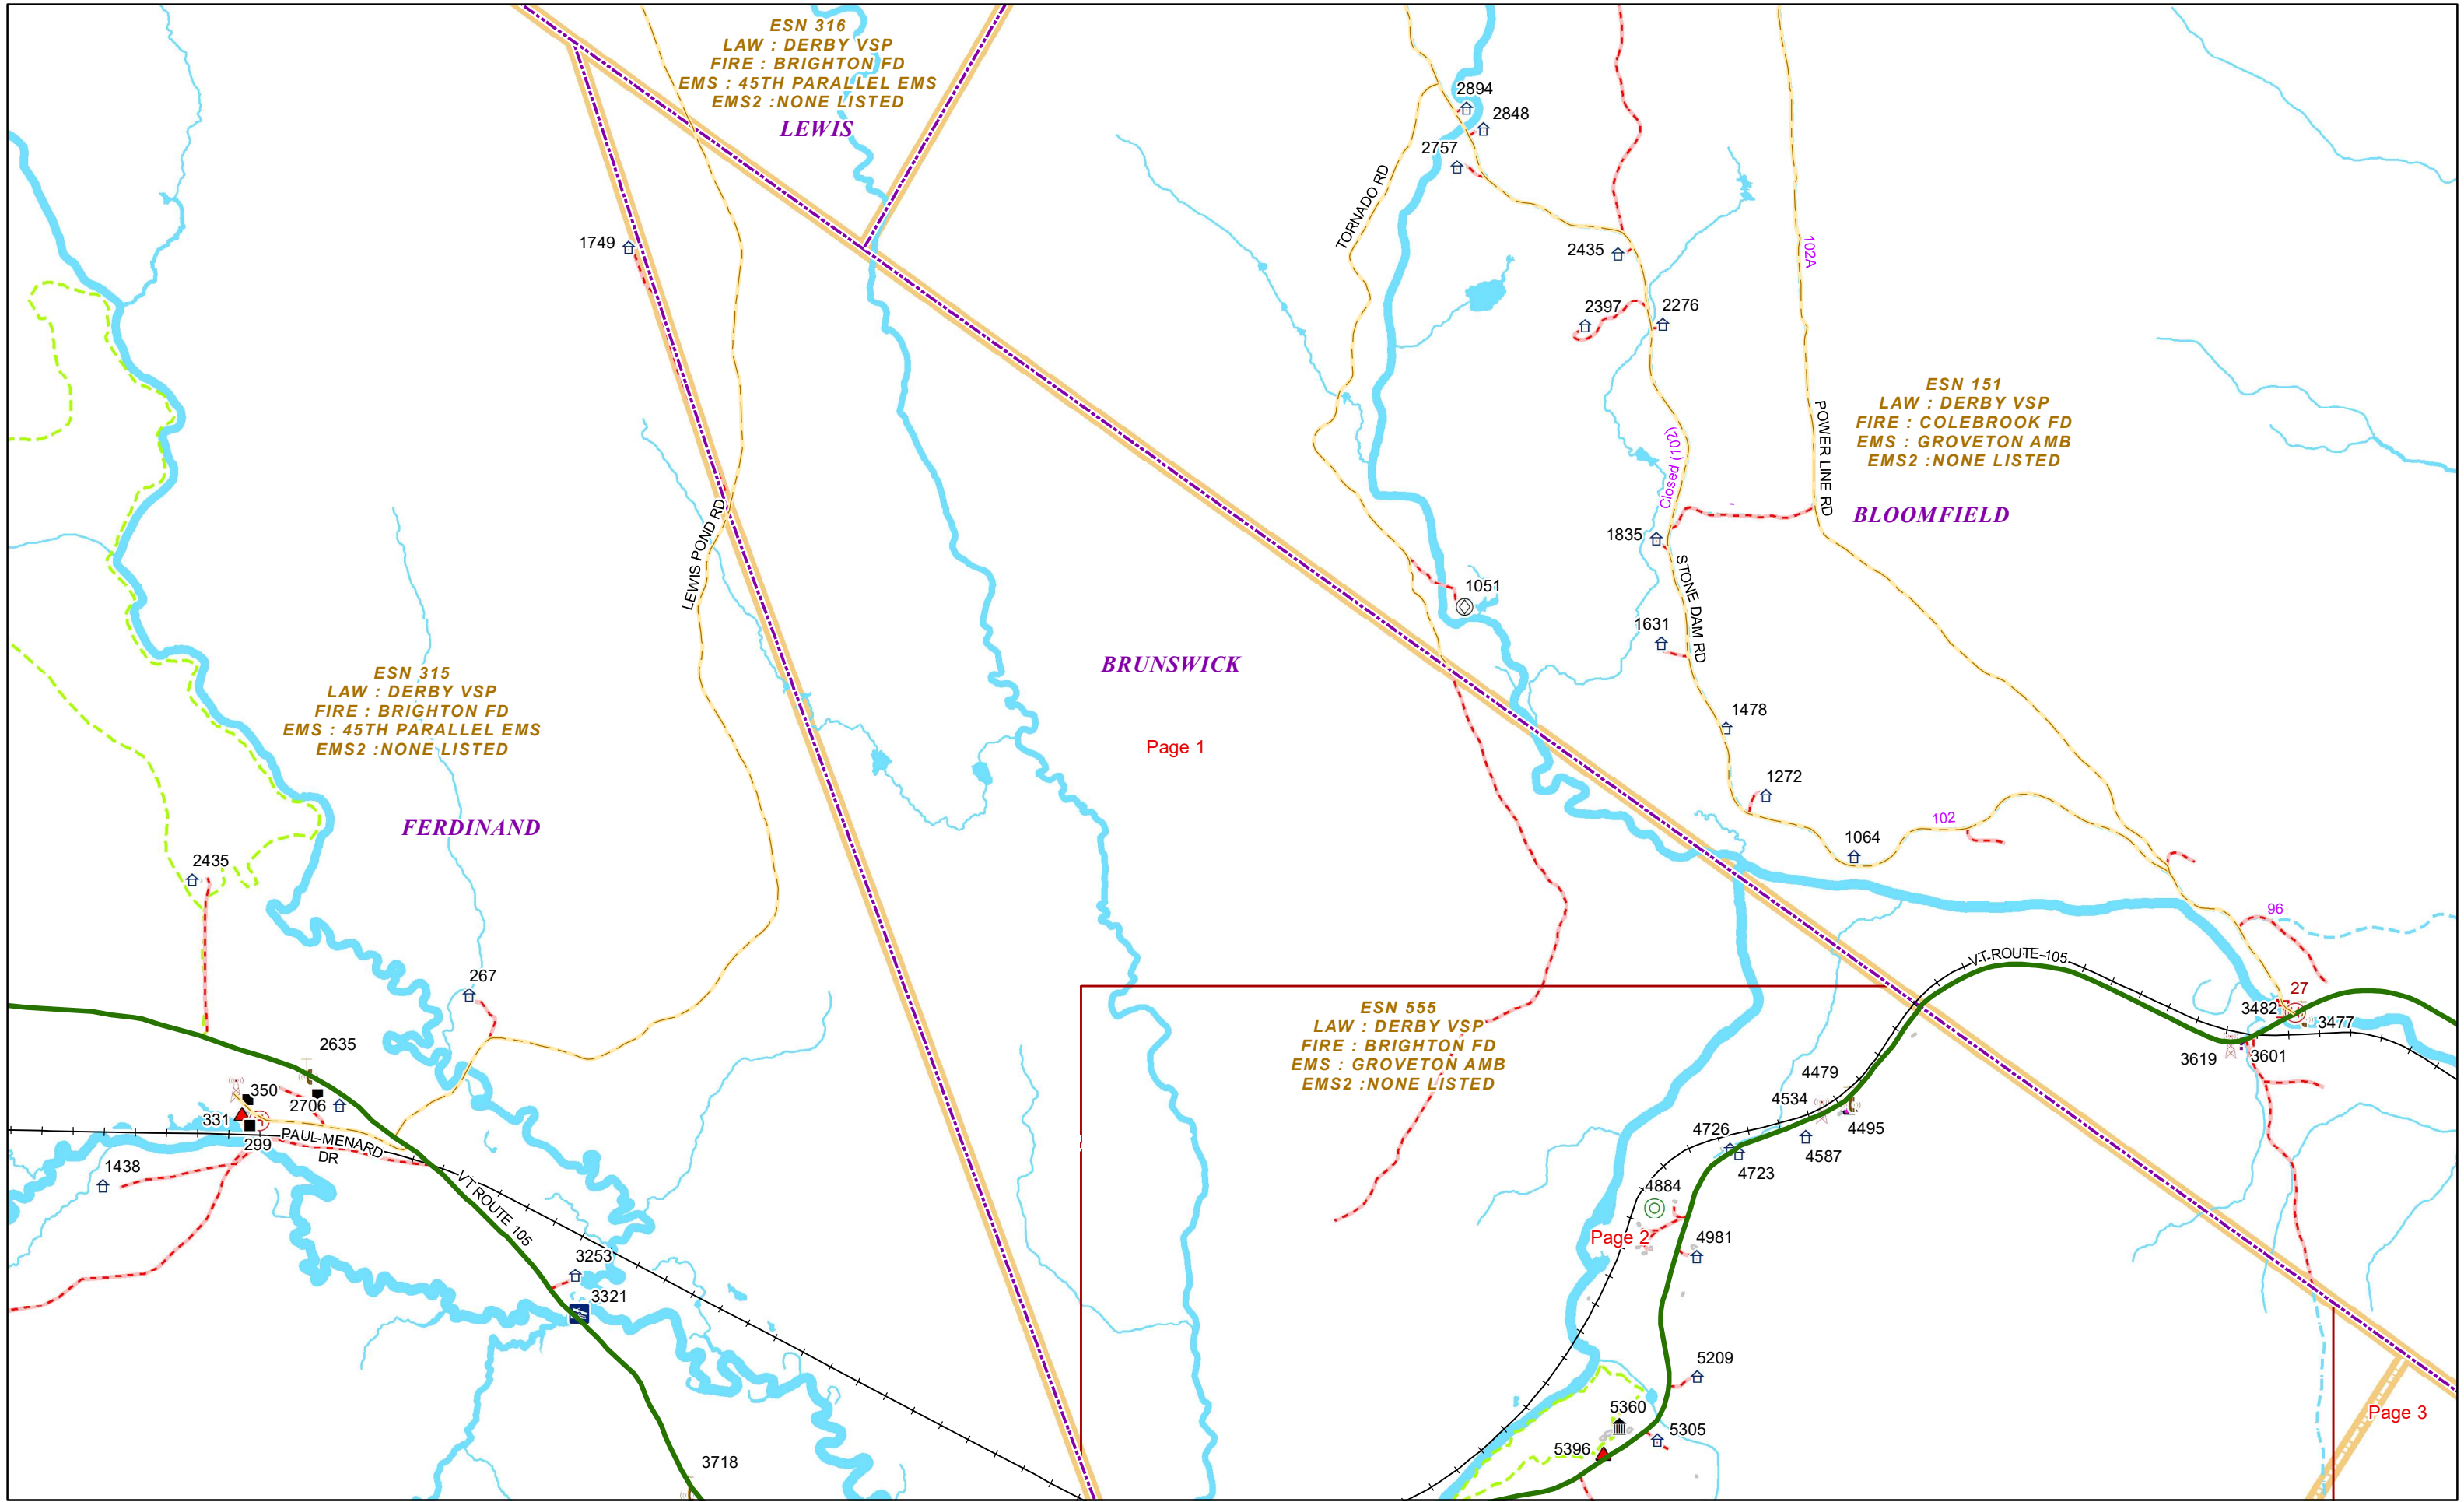 ESN 316
LAW : DERBY VSP
FIRE : BRIGHTON FD
EMS : 45TH PARALLEL EMS
EMS2 :NONE LISTED
LEWIS
2894
2848
2757
TORNADO RD
1749
2435
102A
2397
2276
ESN 151
LAW : DERBY VSP
FIRE : COLEBROOK FD
EMS : GROVETON AMB
EMS2 :NONE LISTED
POWER LINE RD
Closed (102)
BLOOMFIELD
LEWIS POND RD
1835
STONE DAM RD
1051
1631
BRUNSWICK
Page 1
ESN 315
LAW : DERBY VSP
FIRE : BRIGHTON FD
EMS : 45TH PARALLEL EMS
EMS2 :NONE LISTED
1478
1272
FERDINAND
102
1064
2435
96
267
VT ROUTE 105
27
3482
3477
3619
3601
ESN 555
LAW : DERBY VSP
FIRE : BRIGHTON FD
EMS : GROVETON AMB
EMS2 :NONE LISTED
2635
350
2706
331
299
PAUL MENARD
DR
1438
VT ROUTE 105
4479
4534
4495
4726
4587
4723
4884
Page 2
4981
3253
3321
5209
5360
5305
5396
Page 3
3718